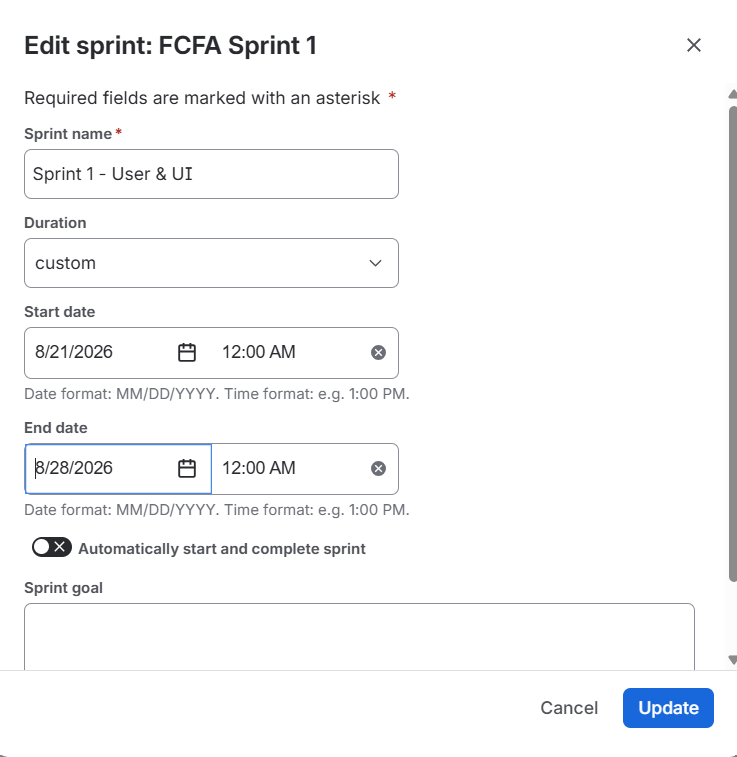 Edit sprint: FCFA Sprint 1
Required fields are marked with an asterisk *
Sprint name*
Sprint 1 - User & UI
Duration
custom
Start date
8/21/2026 12:00 AM
Date format: MM/DD/YYYY. Time format: e.g. 1:00 PM.
End date
8/28/2026 12:00 AM
Date format: MM/DD/YYYY. Time format: e.g. 1:00 PM.
Automatically start and complete sprint
Sprint goal
Cancel Update